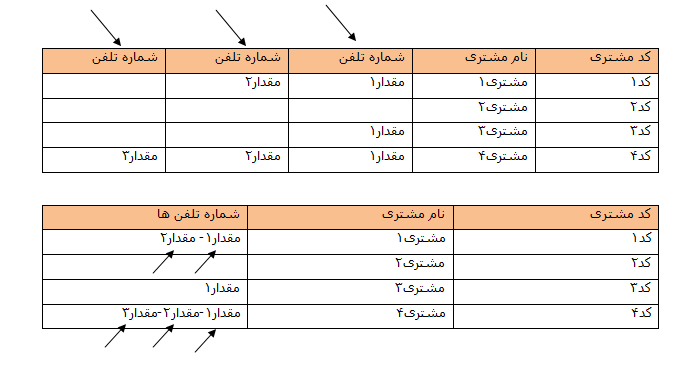 کد مشتری نام مشتری شماره تلفن شماره تلفن شماره تلفن
کد۱ مشتری۱ مقدار۱ مقدار۲
کد۲ مشتری۲
کد۳ مشتری۳ مقدار۱
کد۴ مشتری۴ مقدار۱ مقدار۲ مقدار۳
کد مشتری نام مشتری شماره تلفن ها
کد۱ مشتری۱ مقدار۱- مقدار۲
کد۲ مشتری۲
کد۳ مشتری۳ مقدار۱
کد۴ مشتری۴ مقدار۱-مقدار۲-مقدار۳